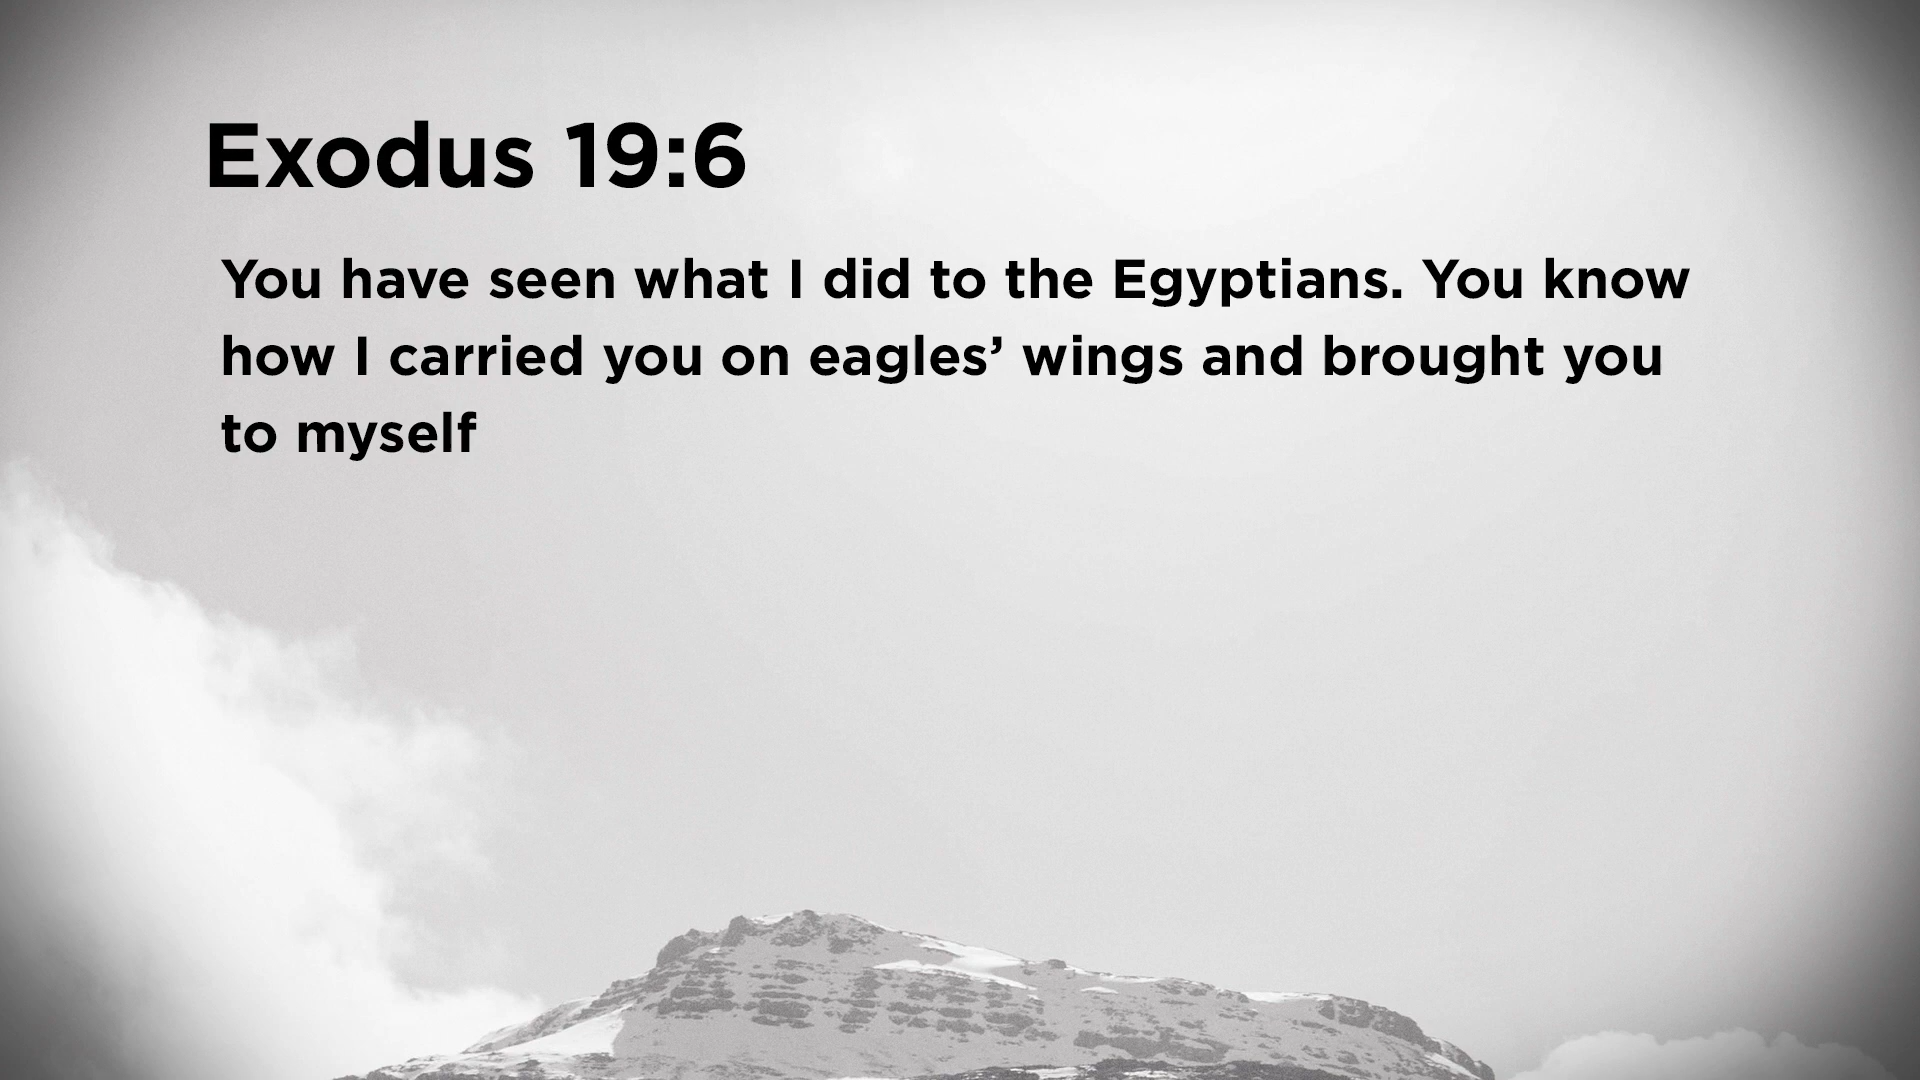 Exodus 19:6
You have seen what I did to the Egyptians. You know
how I carried you on eagles’ wings and brought you
to myself